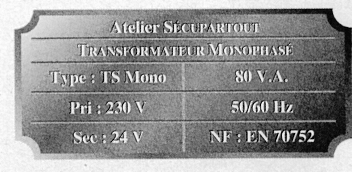 Atelier SÉCUPARTOUT
TRANSFORMATEUR MONOPHASÉ
Type : TS Mono 80 V.A.
Pri : 230 V 50/60 Hz
Sec : 24 V NF : EN 70752